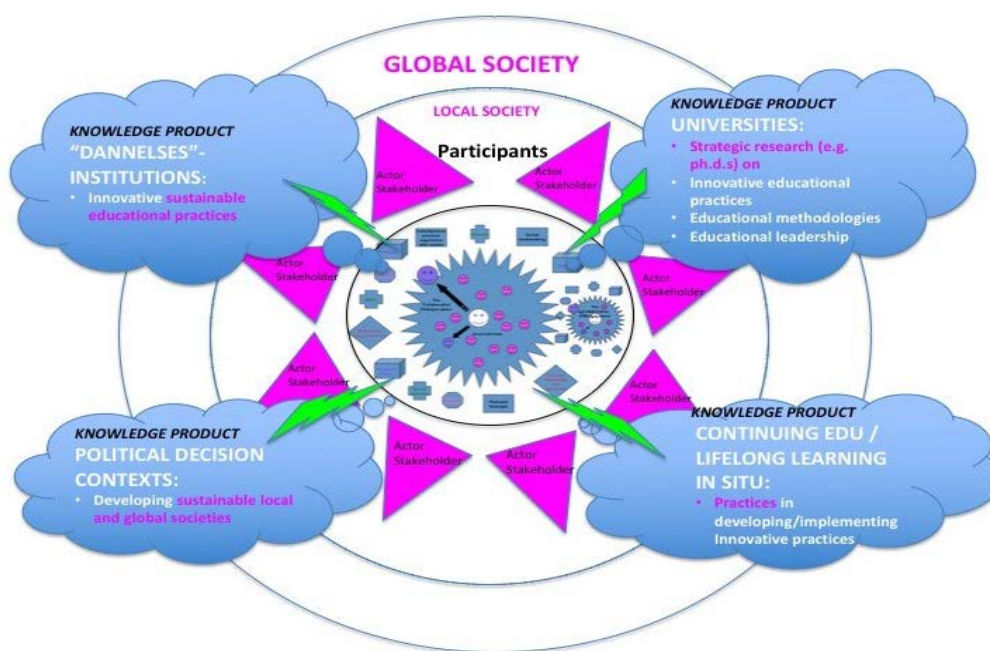 GLOBAL SOCIETY
LOCAL SOCIETY
Participants
KNOWLEDGE PRODUCT
"DANNELSES"-
INSTITUTIONS:
• Innovative sustainable
educational practices
KNOWLEDGE PRODUCT
UNIVERSITIES:
• Strategic research (e.g.
ph.d.s) on
• Innovative educational
practices
• Educational methodologies
• Educational leadership
Actor
Stakeholder
Actor
Stakeholder
Actor
Stakeholder
Actor
Stakeholder
Actor
Stakeholder
Actor
Stakeholder
Actor
Stakeholder
Actor
Stakeholder
KNOWLEDGE PRODUCT
POLITICAL DECISION
CONTEXTS:
• Developing sustainable local
and global societies
KNOWLEDGE PRODUCT
CONTINUING EDU /
LIFELONG LEARNING
IN SITU:
• Practices in
developing/implementing
Innovative practices